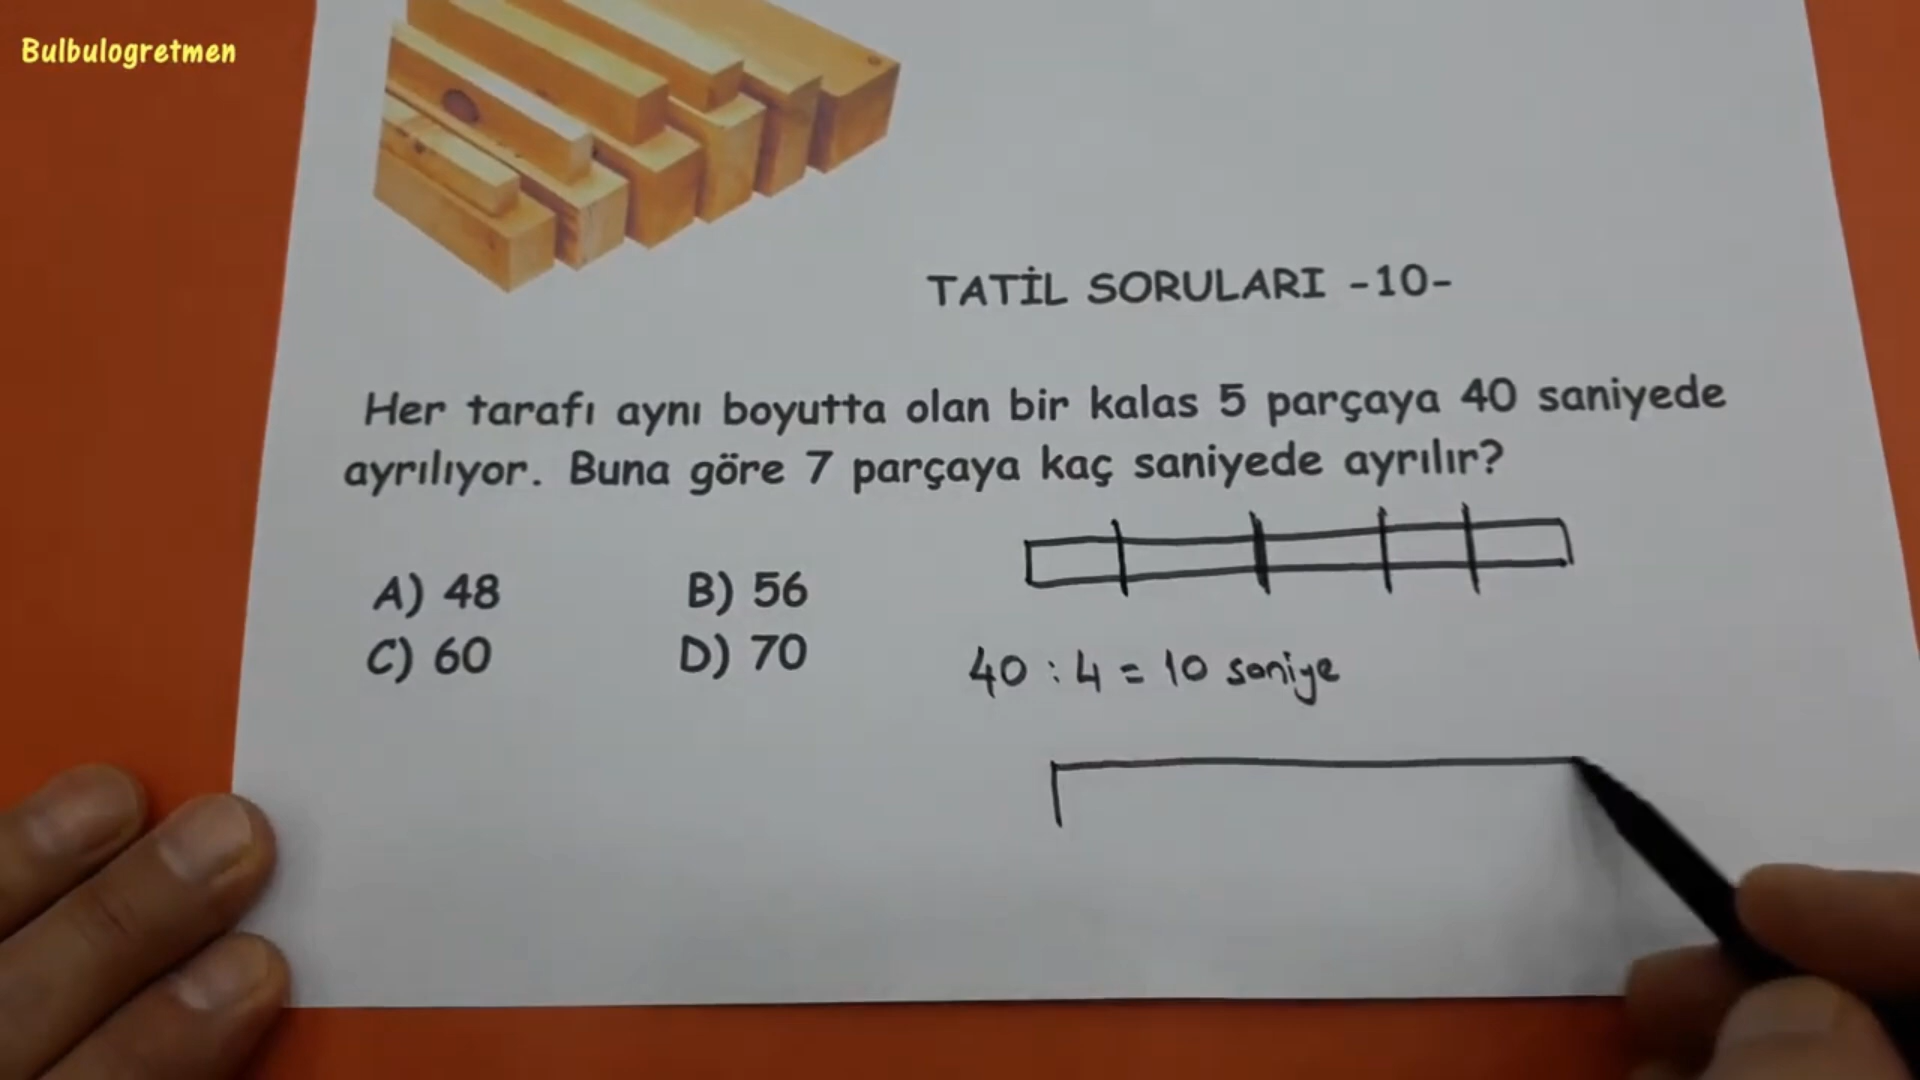 Bulbulogretmen
TATİL SORULARI -10-
Her tarafı aynı boyutta olan bir kalas 5 parçaya 40 saniyede
ayrılıyor. Buna göre 7 parçaya kaç saniyede ayrılır?
A) 48
B) 56
C) 60
D) 70
40 : 4 = 10 saniye